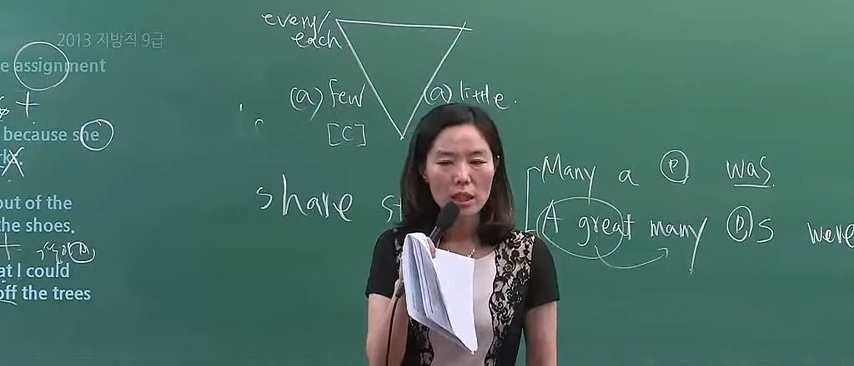 2013 지방직 9급
e assignment
because she
out of the
the shoes.
at I could
off the trees
every/
each
(a) few
(a) little.
[C]
share
Many a ⓟ was
A great many ⓟs were